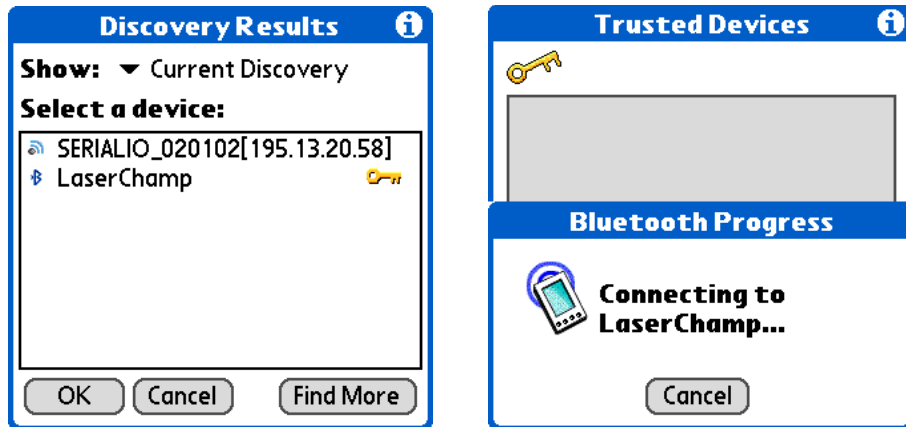 Discovery Results
Show: Current Discovery
Select a device:
SERIALIO_020102[195.13.20.58]
LaserChamp
OK Cancel Find More
Trusted Devices
Bluetooth Progress
Connecting to
LaserChamp...
Cancel